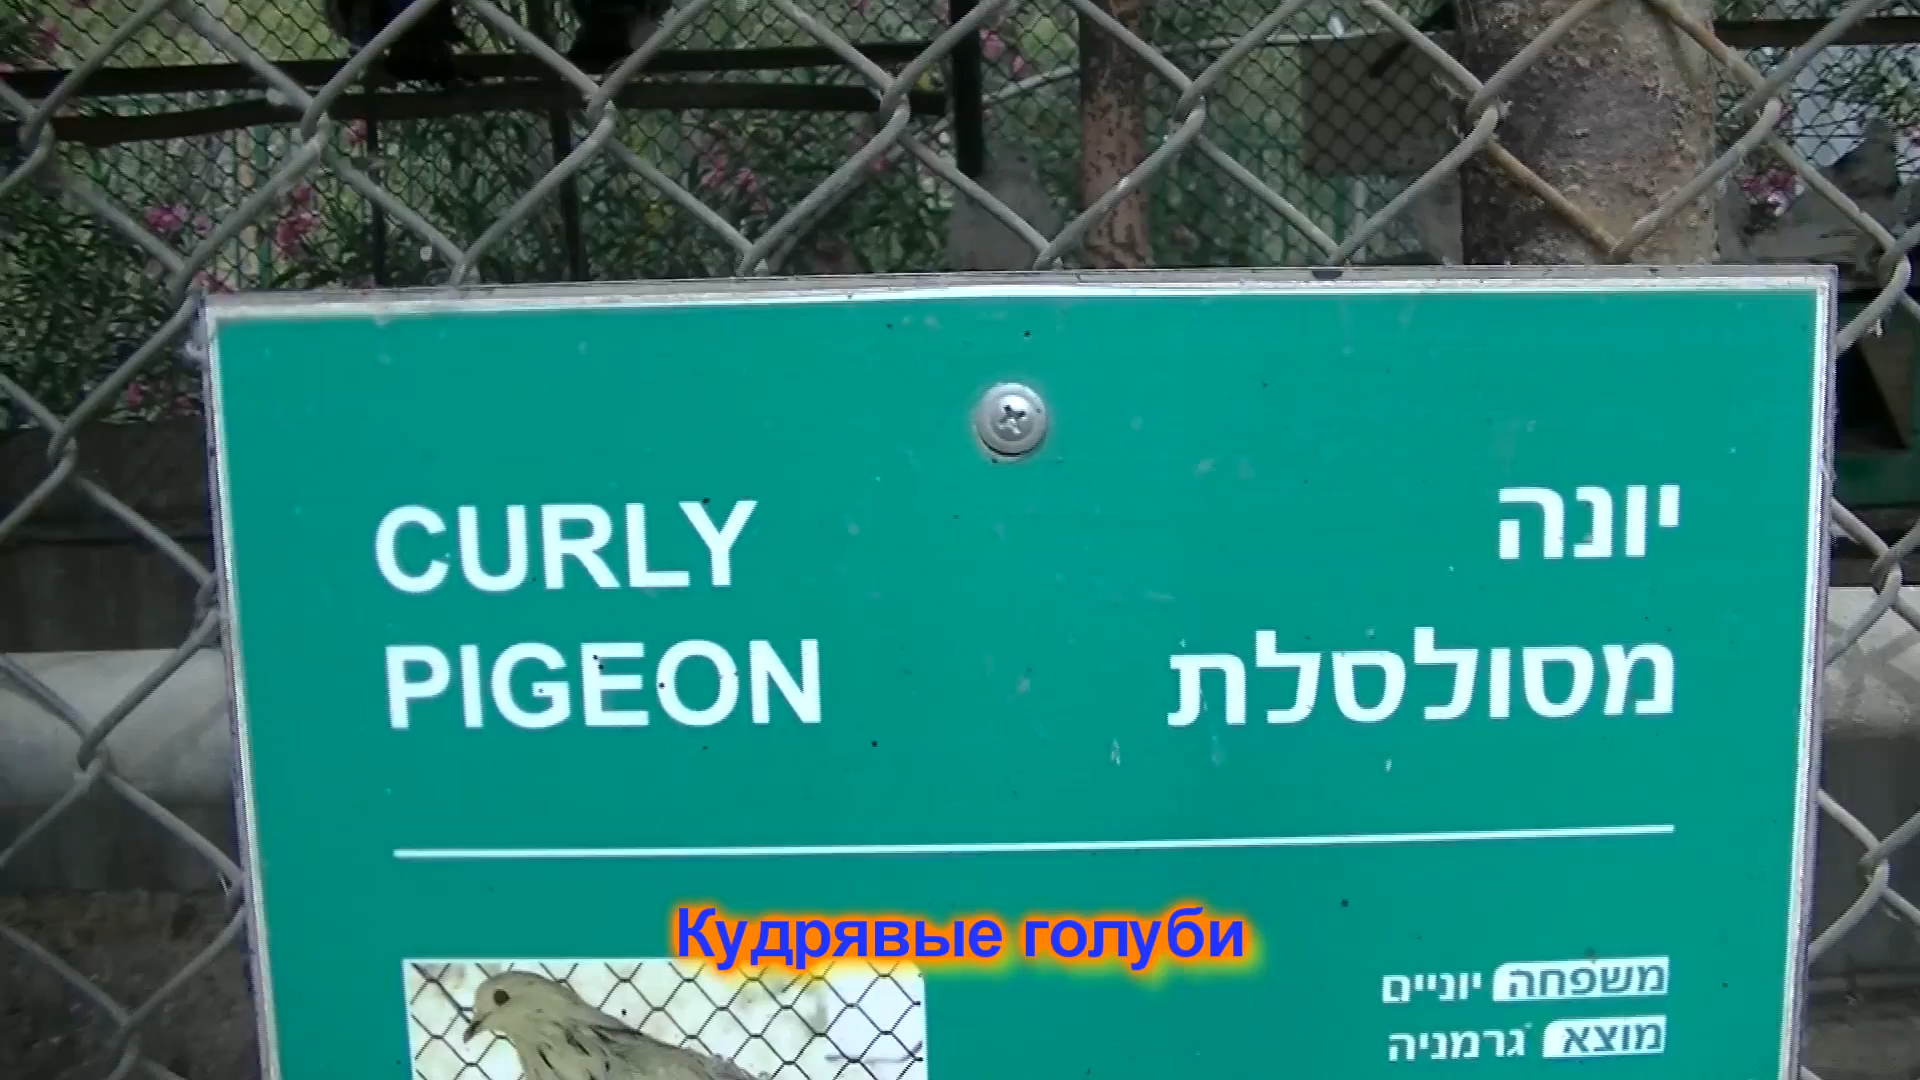 CURLY
PIGEON
יונה
מסולסלת
Кудрявые голуби
משפחה יוניים
מוצא גרמניה